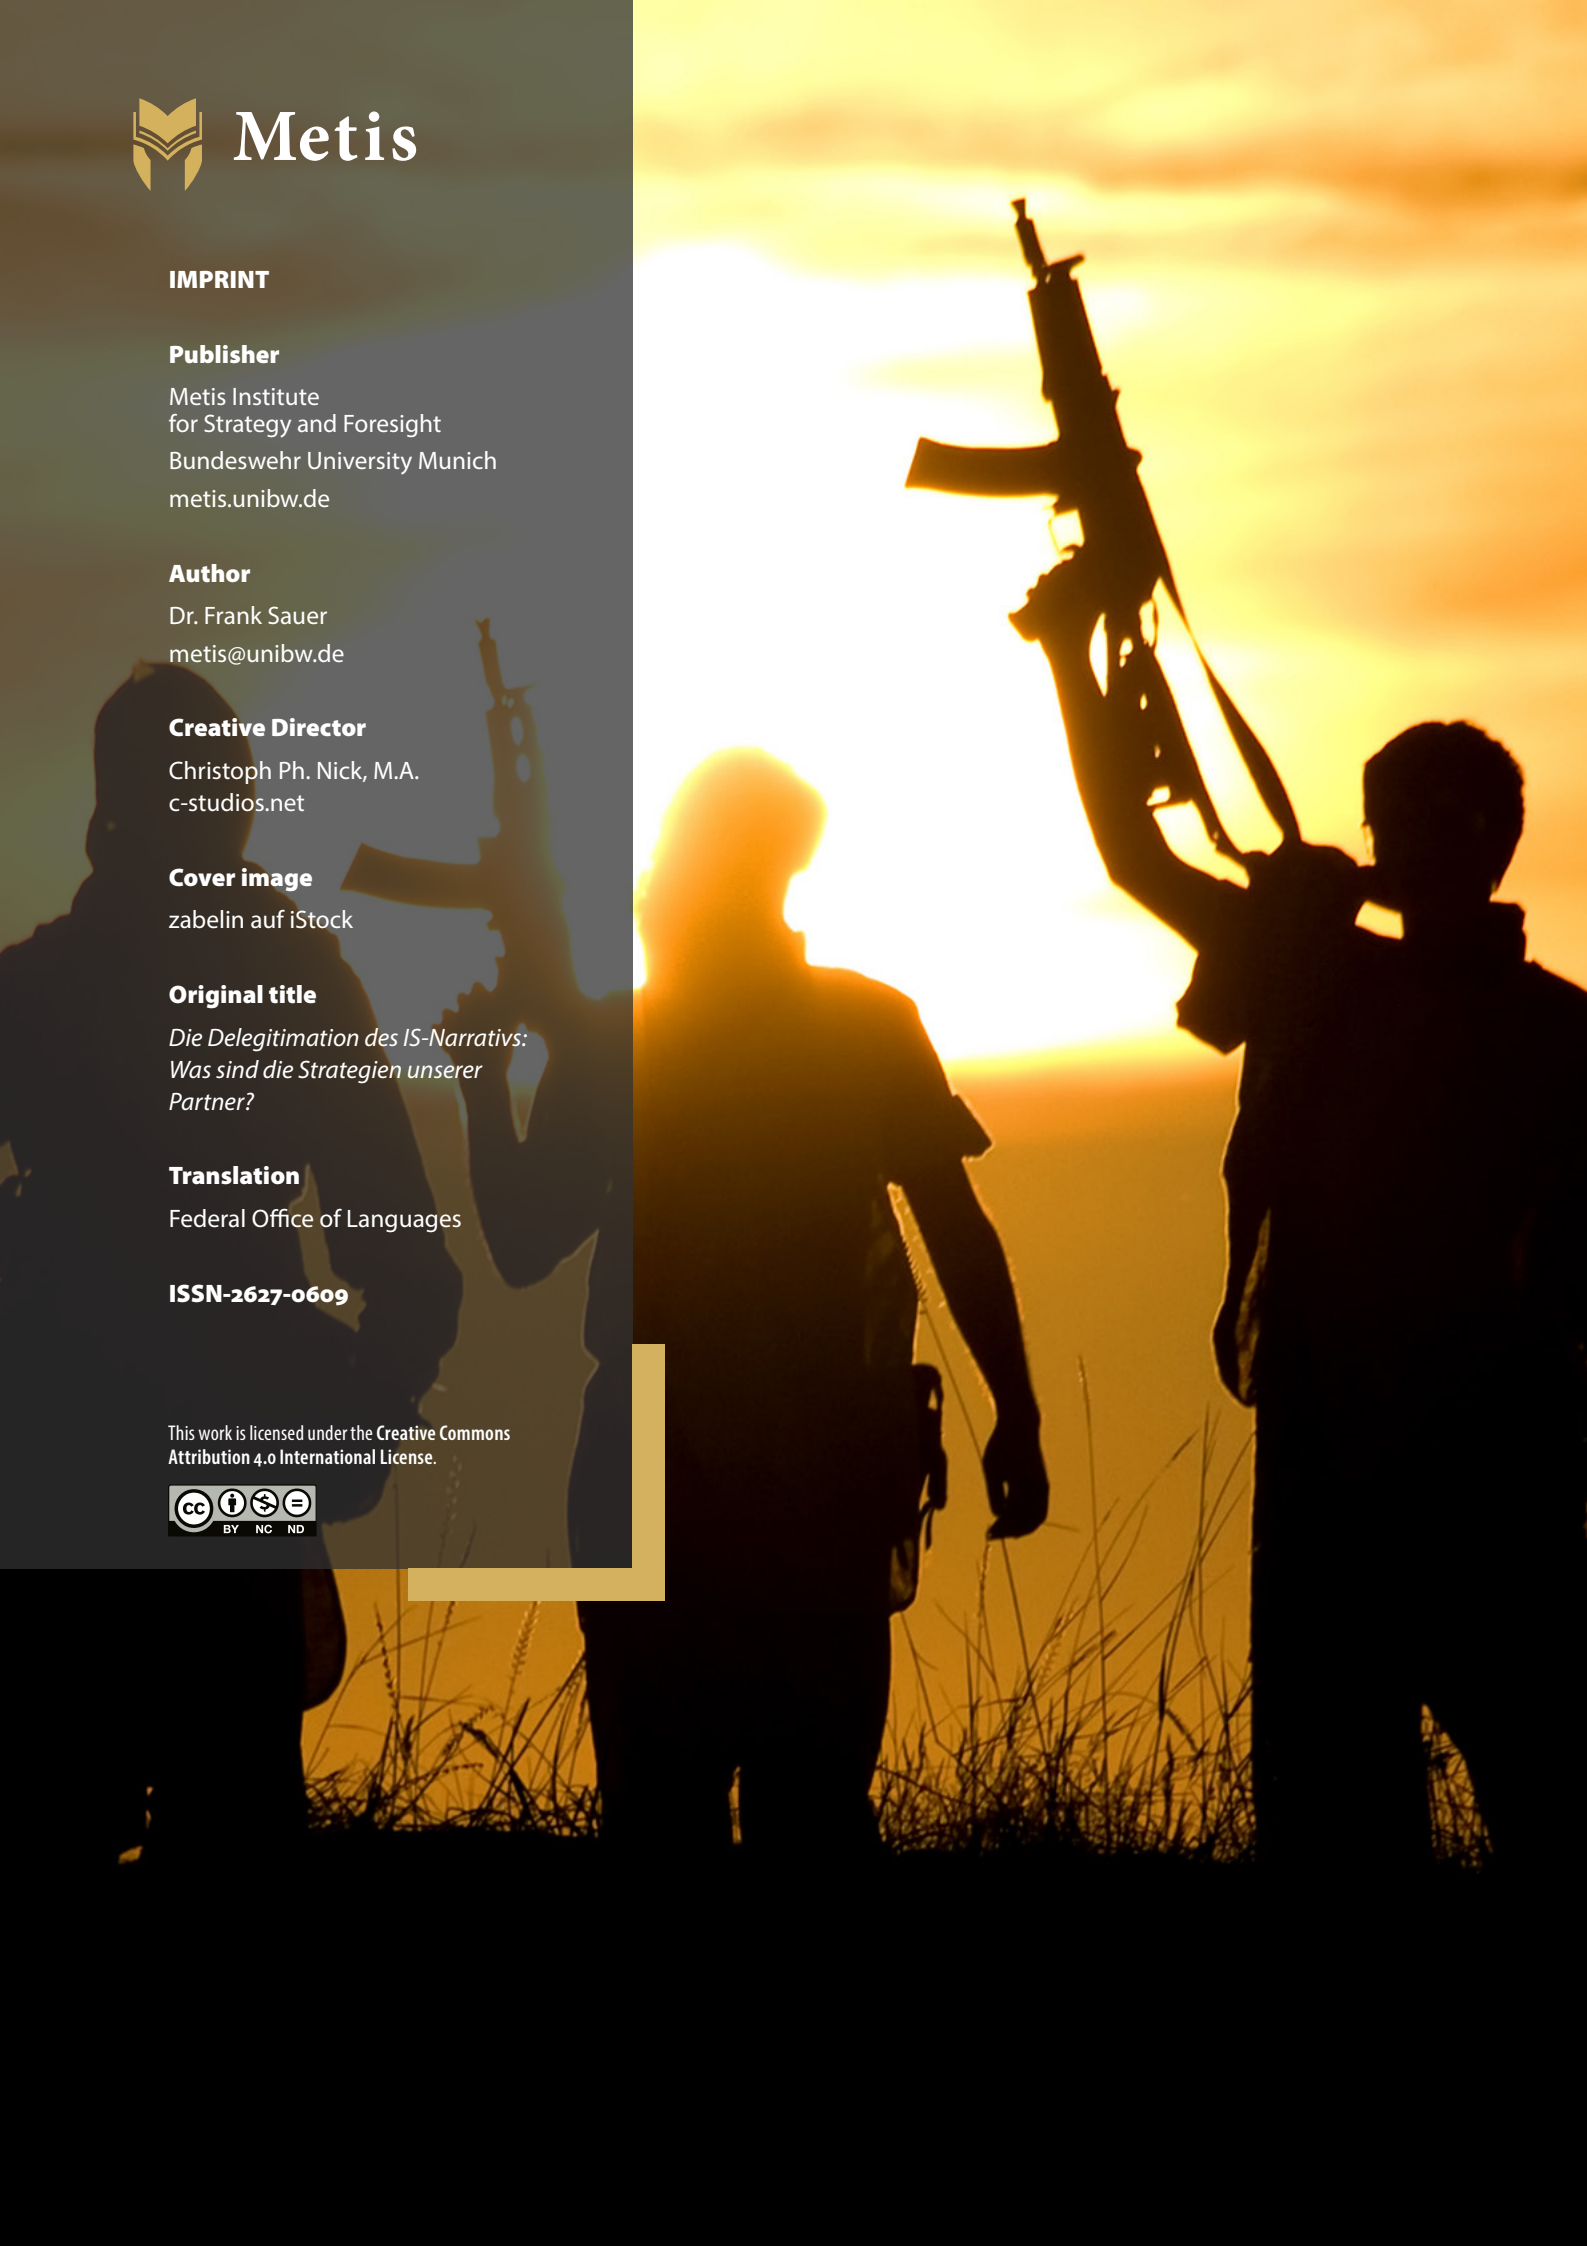 Metis
IMPRINT
Publisher
Metis Institute
for Strategy and Foresight
Bundeswehr University Munich
metis.unibw.de
Author
Dr. Frank Sauer
metis@unibw.de
Creative Director
Christoph Ph. Nick, M.A.
c-studios.net
Cover image
zabelin auf iStock
Original title
Die Delegitimation des IS-Narrativs:
Was sind die Strategien unserer
Partner?
Translation
Federal Office of Languages
ISSN-2627-0609
This work is licensed under the Creative Commons
Attribution 4.0 International License.
cc
BY NC ND